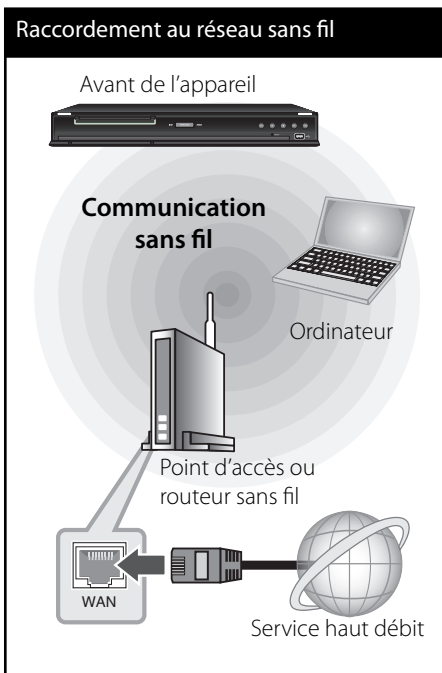 Raccordement au réseau sans fil
Avant de l'appareil
Communication
sans fil
Ordinateur
Point d'accès ou
routeur sans fil
WAN
Service haut débit